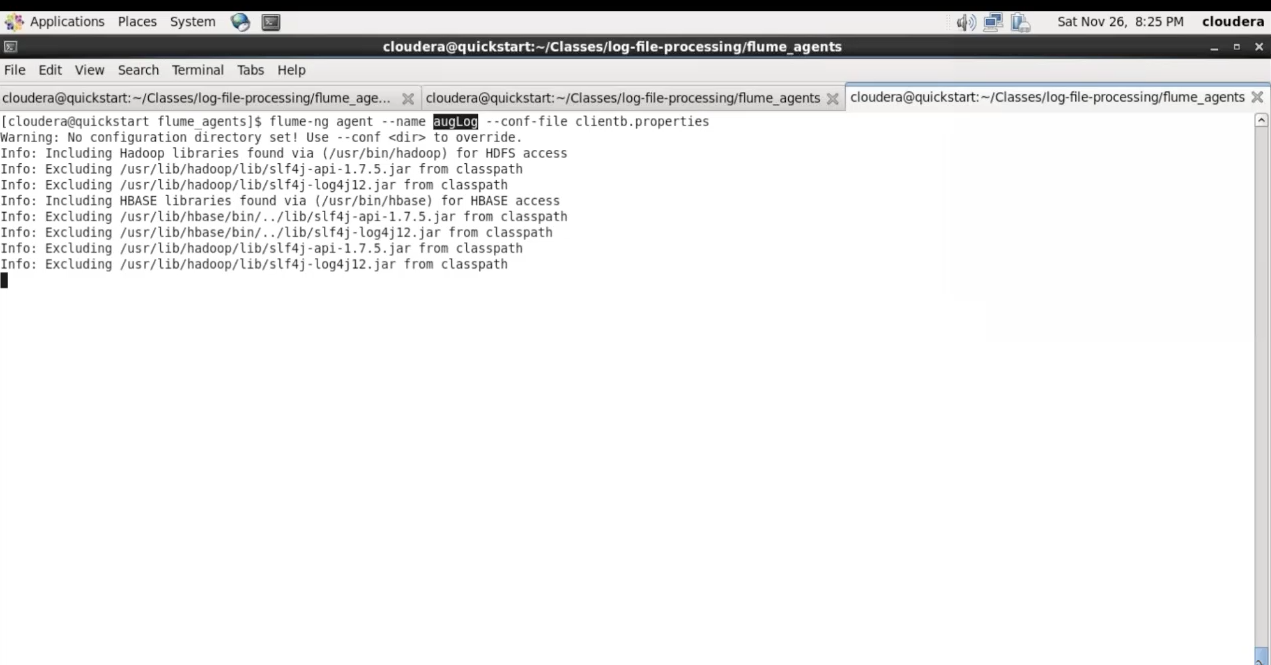 Applications Places System Sat Nov 26, 8:25 PM cloudera
cloudera@quickstart:~/Classes/log-file-processing/flume_agents
File Edit View Search Terminal Tabs Help
cloudera@quickstart:~/Classes/log-file-processing/flume_age... cloudera@quickstart:~/Classes/log-file-processing/flume_agents cloudera@quickstart:~/Classes/log-file-processing/flume_agents
[cloudera@quickstart flume_agents]$ flume-ng agent --name augLog --conf-file clientb.properties
Warning: No configuration directory set! Use --conf <dir> to override.
Info: Including Hadoop libraries found via (/usr/bin/hadoop) for HDFS access
Info: Excluding /usr/lib/hadoop/lib/slf4j-api-1.7.5.jar from classpath
Info: Excluding /usr/lib/hadoop/lib/slf4j-log4j12.jar from classpath
Info: Including HBASE libraries found via (/usr/bin/hbase) for HBASE access
Info: Excluding /usr/lib/hbase/bin/../lib/slf4j-api-1.7.5.jar from classpath
Info: Excluding /usr/lib/hbase/bin/../lib/slf4j-log4j12.jar from classpath
Info: Excluding /usr/lib/hadoop/lib/slf4j-api-1.7.5.jar from classpath
Info: Excluding /usr/lib/hadoop/lib/slf4j-log4j12.jar from classpath